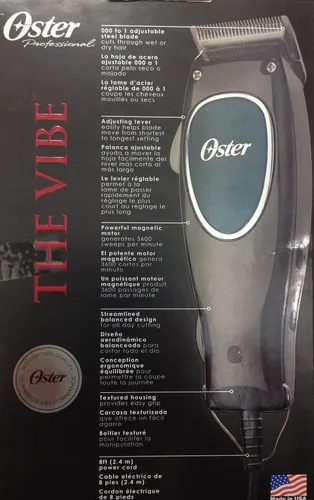 Oster
Professional
THE VIBE
000 to 1 adjustable
steel blade
cuts through wet or
dry hair
La hoja de acero
ajustable 000 a 1
corta pelo seco o
mojado
La lame d'acier
réglable de 000 à 1
coupe les cheveux
mouillés ou secs
Adjusting lever
easily helps blade
move from shortest
to longest setting
Palanca ajustable
ayuda a mover la
hoja fácilmente del
nivel más corto al
más largo
Le levier réglable
permet à la
lame de passer
rapidement du
réglage le plus
court au réglage le
plus long
Powerful magnetic
motor
generates 3600
sweeps per minute
El potente motor
magnético genera
3600 cortes por
minuto
Un puissant moteur
magnétique produit
3600 passages de
lame par minute
Streamlined
balanced design
for all day cutting
Diseño
aerodinámico
balanceado para
cortar todo el día
Conception
ergonomique
équilibrée pour
permettre la coupe
toute la journée.
Textured housing
provides easy grip
Carcasa texturizada
que ofrece un fácil
agarre
Boîtier texturé
pour faciliter la
manipulation
8ft (2.4 m)
power cord
Cable eléctrico de
8 pies (2.4 m)
Cordon électrique
de 8 pieds
Oster
Oster
Made in USA